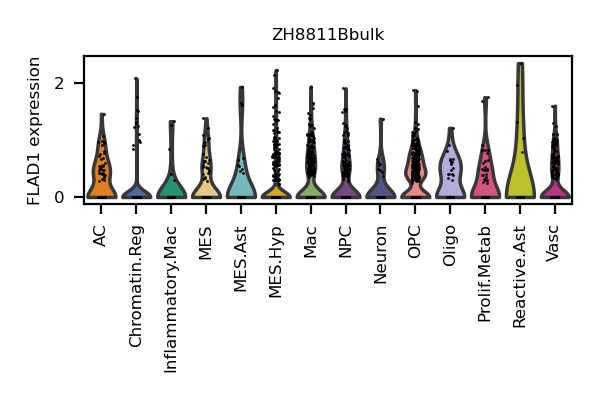 ZH8811Bbulk
FLAD1 expression
2
0
AC
Chromatin.Reg
Inflammatory.Mac
MES
MES.Ast
MES.Hyp
Mac
NPC
Neuron
OPC
Oligo
Prolif.Metab
Reactive.Ast
Vasc